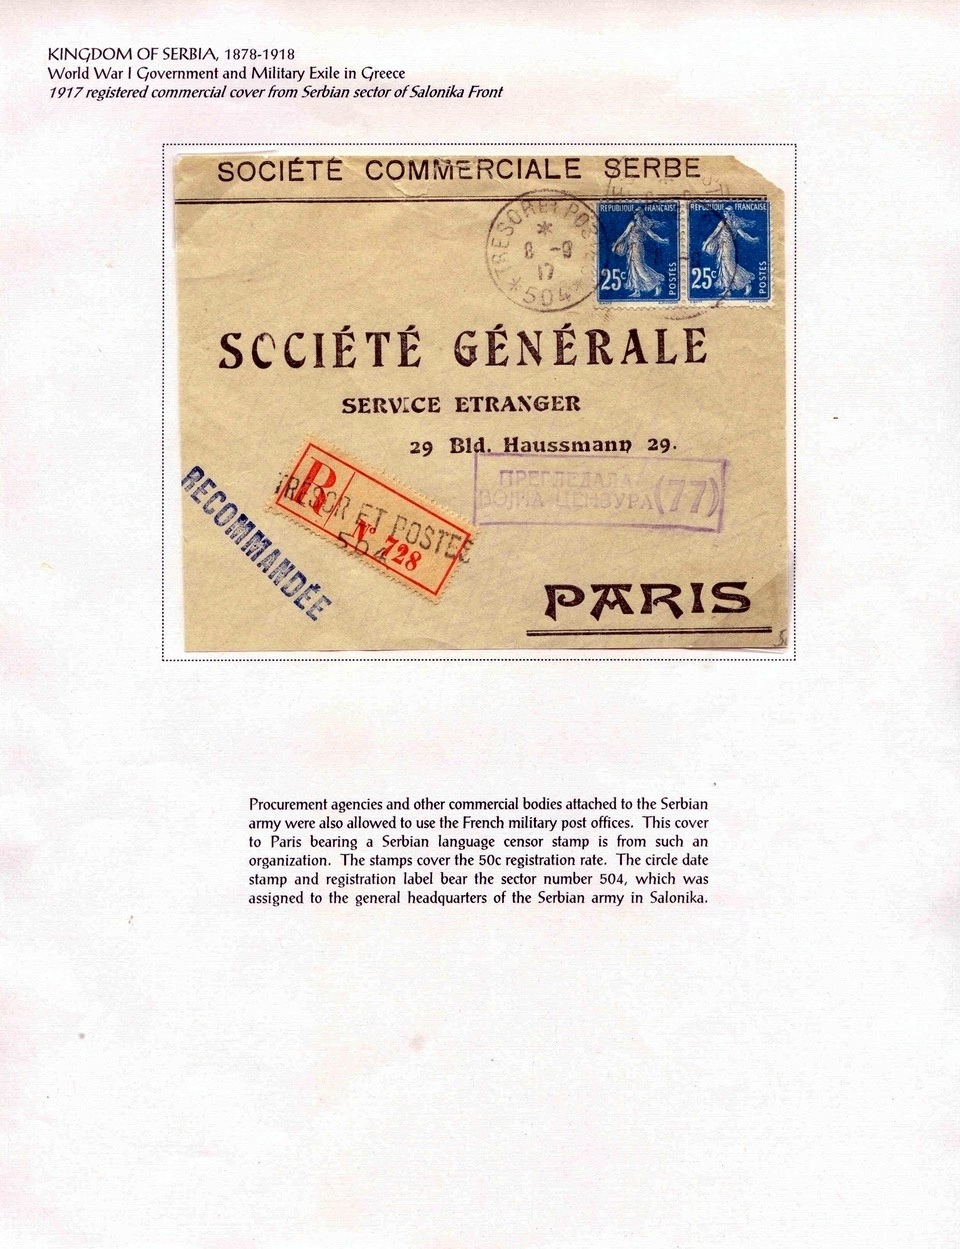 KINGDOM OF SERBIA, 1878-1918
World War I Government and Military Exile in Greece
1917 registered commercial cover from Serbian sector of Salonika Front
SOCIÉTÉ COMMERCIALE SERBE
TRESOR ET POSTES
8 -9
17
*504*
REPUBLIQUE FRANÇAISE
25c
POSTES
REPUBLIQUE FRANÇAISE
25c
POSTES
SOCIÉTÉ GÉNÉRALE
SERVICE ETRANGER
29 Bld. Haussmann 29.
ПРЕГЛЕДАЛА
ВОЈНА ЦЕНЗУРА (77)
R
TRESOR ET POSTES
504
Nº 728
RECOMMANDÉE
PARIS
Procurement agencies and other commercial bodies attached to the Serbian
army were also allowed to use the French military post offices. This cover
to Paris bearing a Serbian language censor stamp is from such an
organization. The stamps cover the 50c registration rate. The circle date
stamp and registration label bear the sector number 504, which was
assigned to the general headquarters of the Serbian army in Salonika.